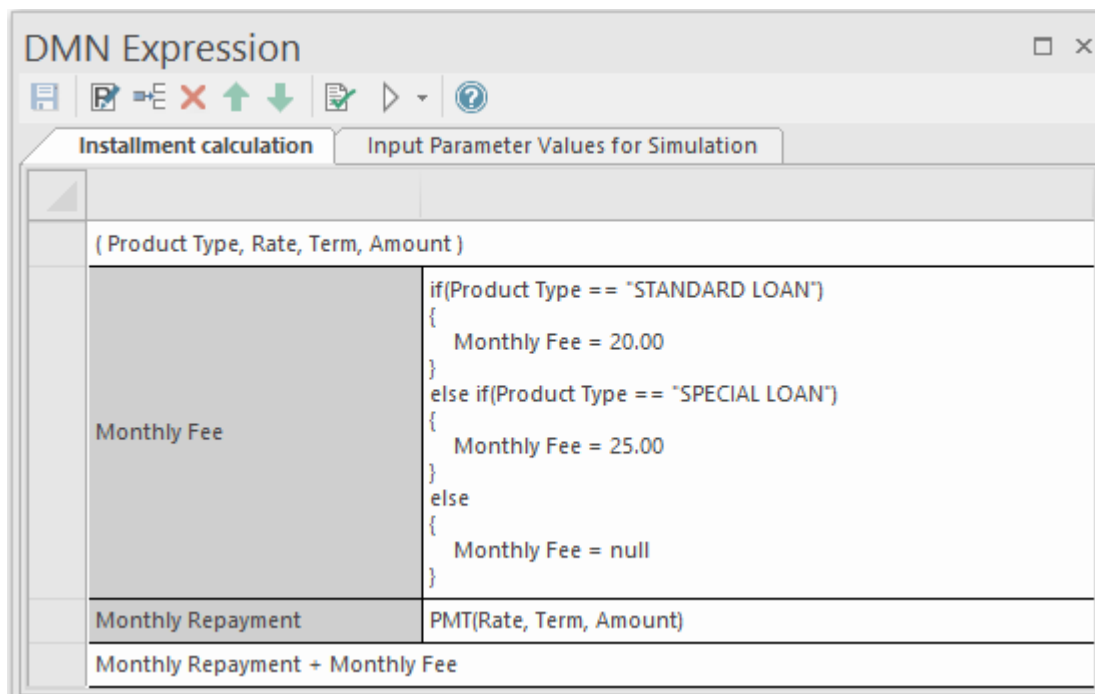 DMN Expression
Installment calculation
Input Parameter Values for Simulation
( Product Type, Rate, Term, Amount )
Monthly Fee
if(Product Type == "STANDARD LOAN")
{
Monthly Fee = 20.00
}
else if(Product Type == "SPECIAL LOAN")
{
Monthly Fee = 25.00
}
else
{
Monthly Fee = null
}
Monthly Repayment
PMT(Rate, Term, Amount)
Monthly Repayment + Monthly Fee